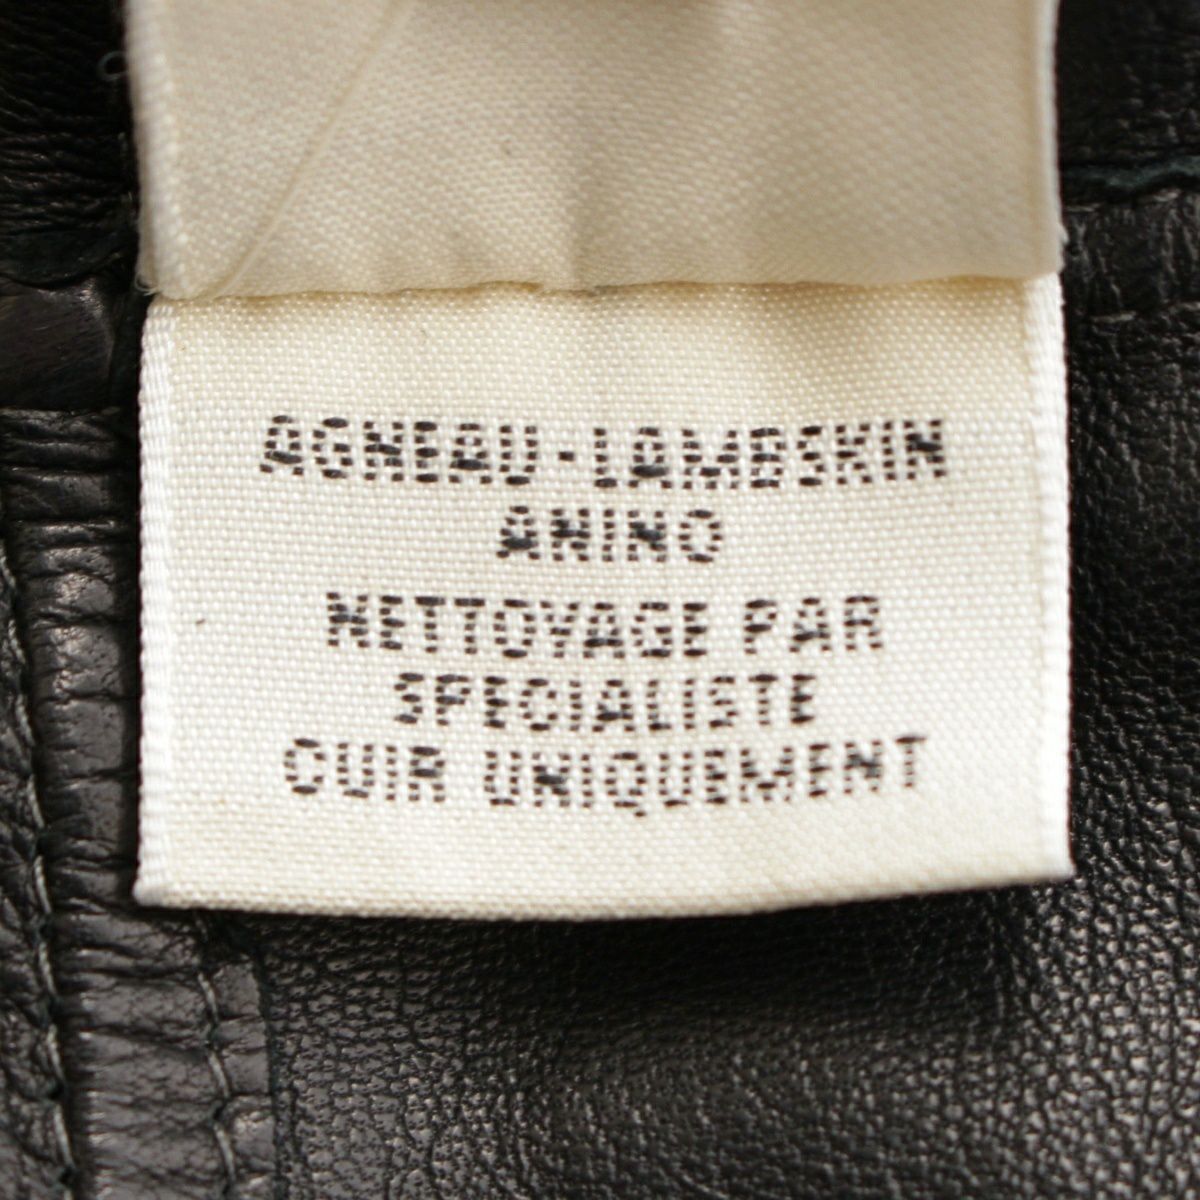 AGNEAU-LAMBSKIN
ANINO
NETTOYAGE PAR
SPECIALISTE
CUIR UNIQUEMENT